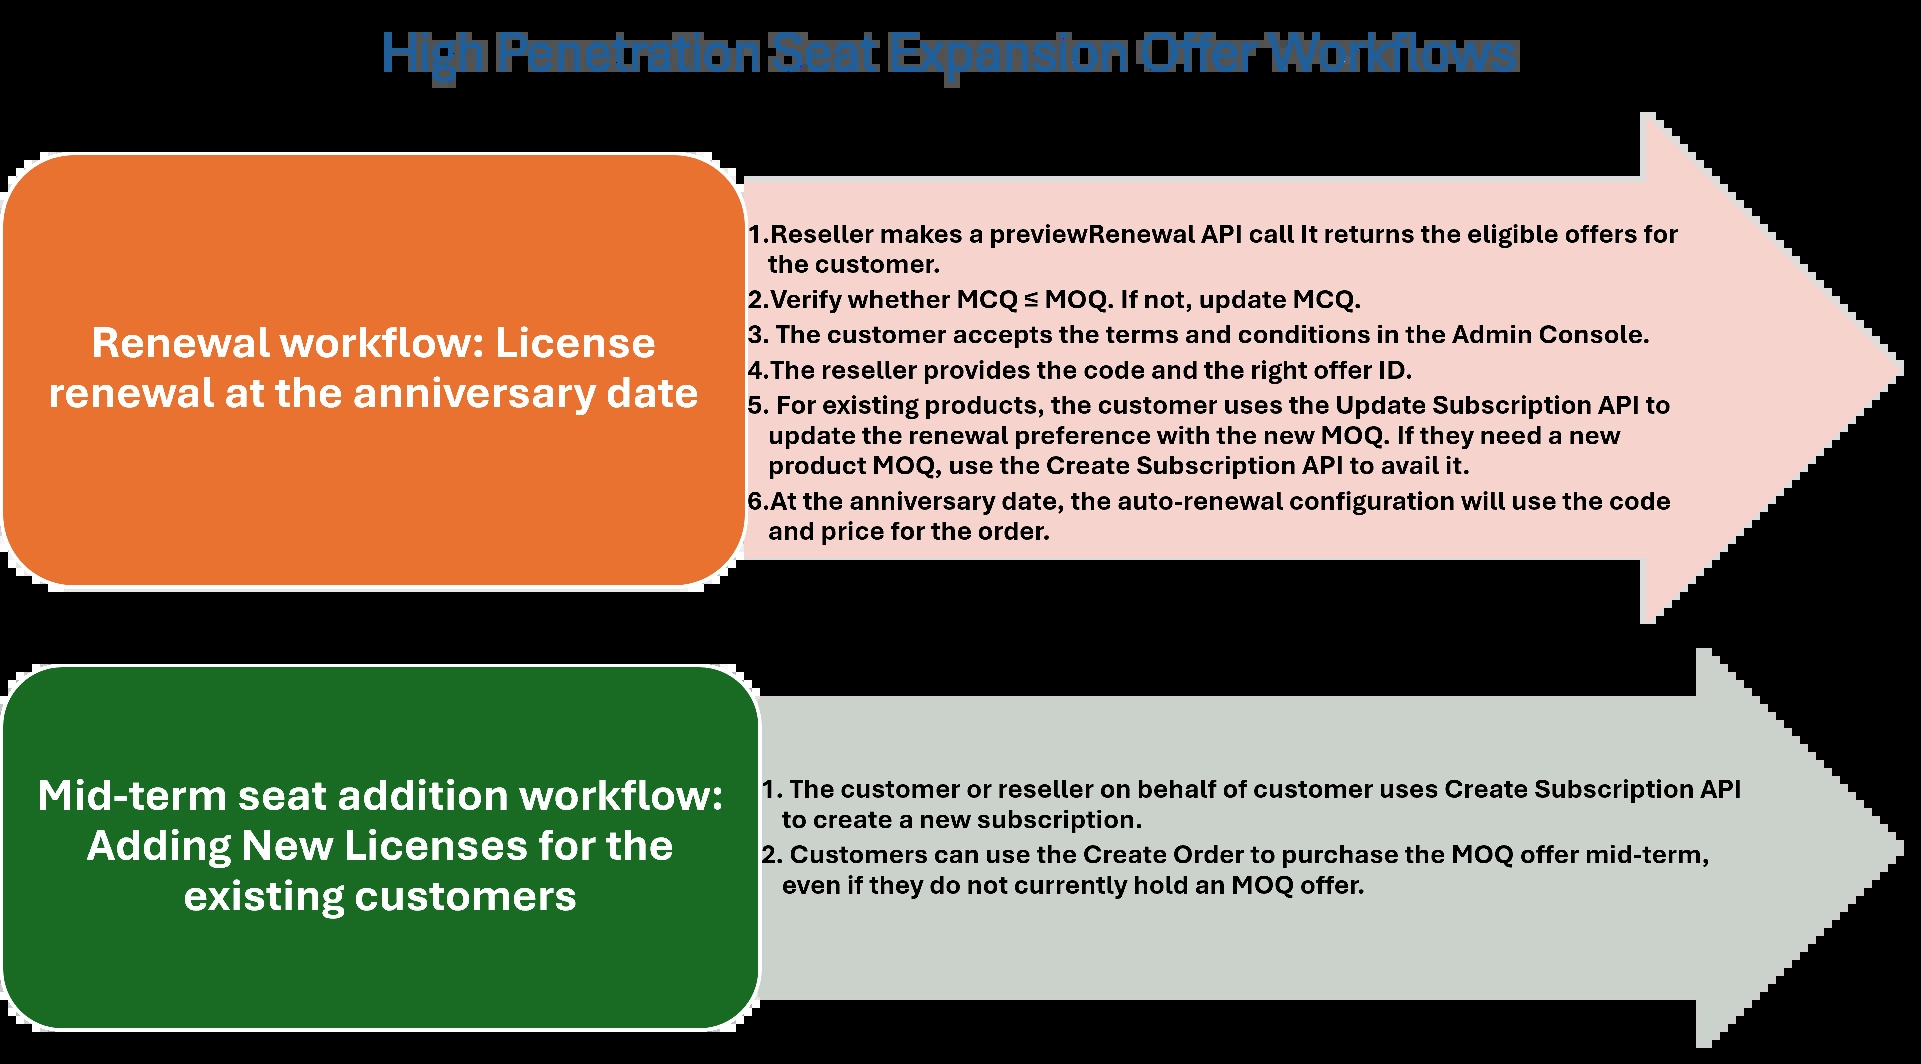 High Penetration Seat Expansion Offer Workflows
Renewal workflow: License
renewal at the anniversary date
1.Reseller makes a previewRenewal API call It returns the eligible offers for
the customer.
2.Verify whether MCQ ≤ MOQ. If not, update MCQ.
3. The customer accepts the terms and conditions in the Admin Console.
4.The reseller provides the code and the right offer ID.
5. For existing products, the customer uses the Update Subscription API to
update the renewal preference with the new MOQ. If they need a new
product MOQ, use the Create Subscription API to avail it.
6.At the anniversary date, the auto-renewal configuration will use the code
and price for the order.
Mid-term seat addition workflow:
Adding New Licenses for the
existing customers
1. The customer or reseller on behalf of customer uses Create Subscription API
to create a new subscription.
2. Customers can use the Create Order to purchase the MOQ offer mid-term,
even if they do not currently hold an MOQ offer.